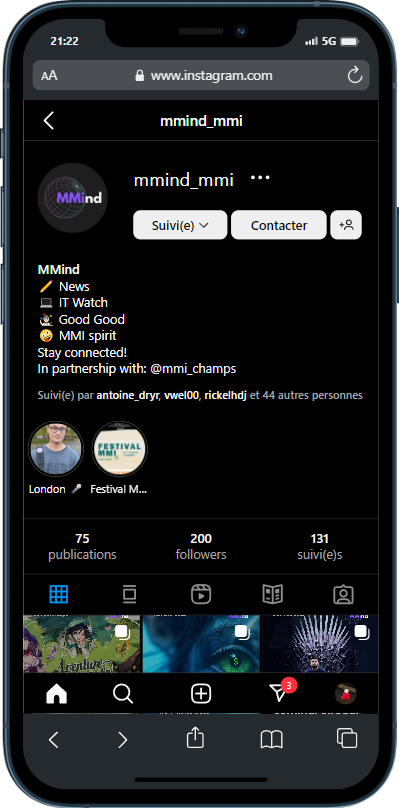 21:22
5G
AA
www.instagram.com
mmind_mmi
MMind
mmind_mmi
Suivi(e)
Contacter
MMind
✏️ News
💻 IT Watch
👩🏻‍🚀 Good Good
🤪 MMI spirit
Stay connected!
In partnership with: @mmi_champs
Suivi(e) par antoine_dryr, vwel00, rickelhdj et 44 autres personnes
FESTIVAL
MMI
London 🎤
Festival M...
75
200
131
publications
followers
suivi(e)s
3